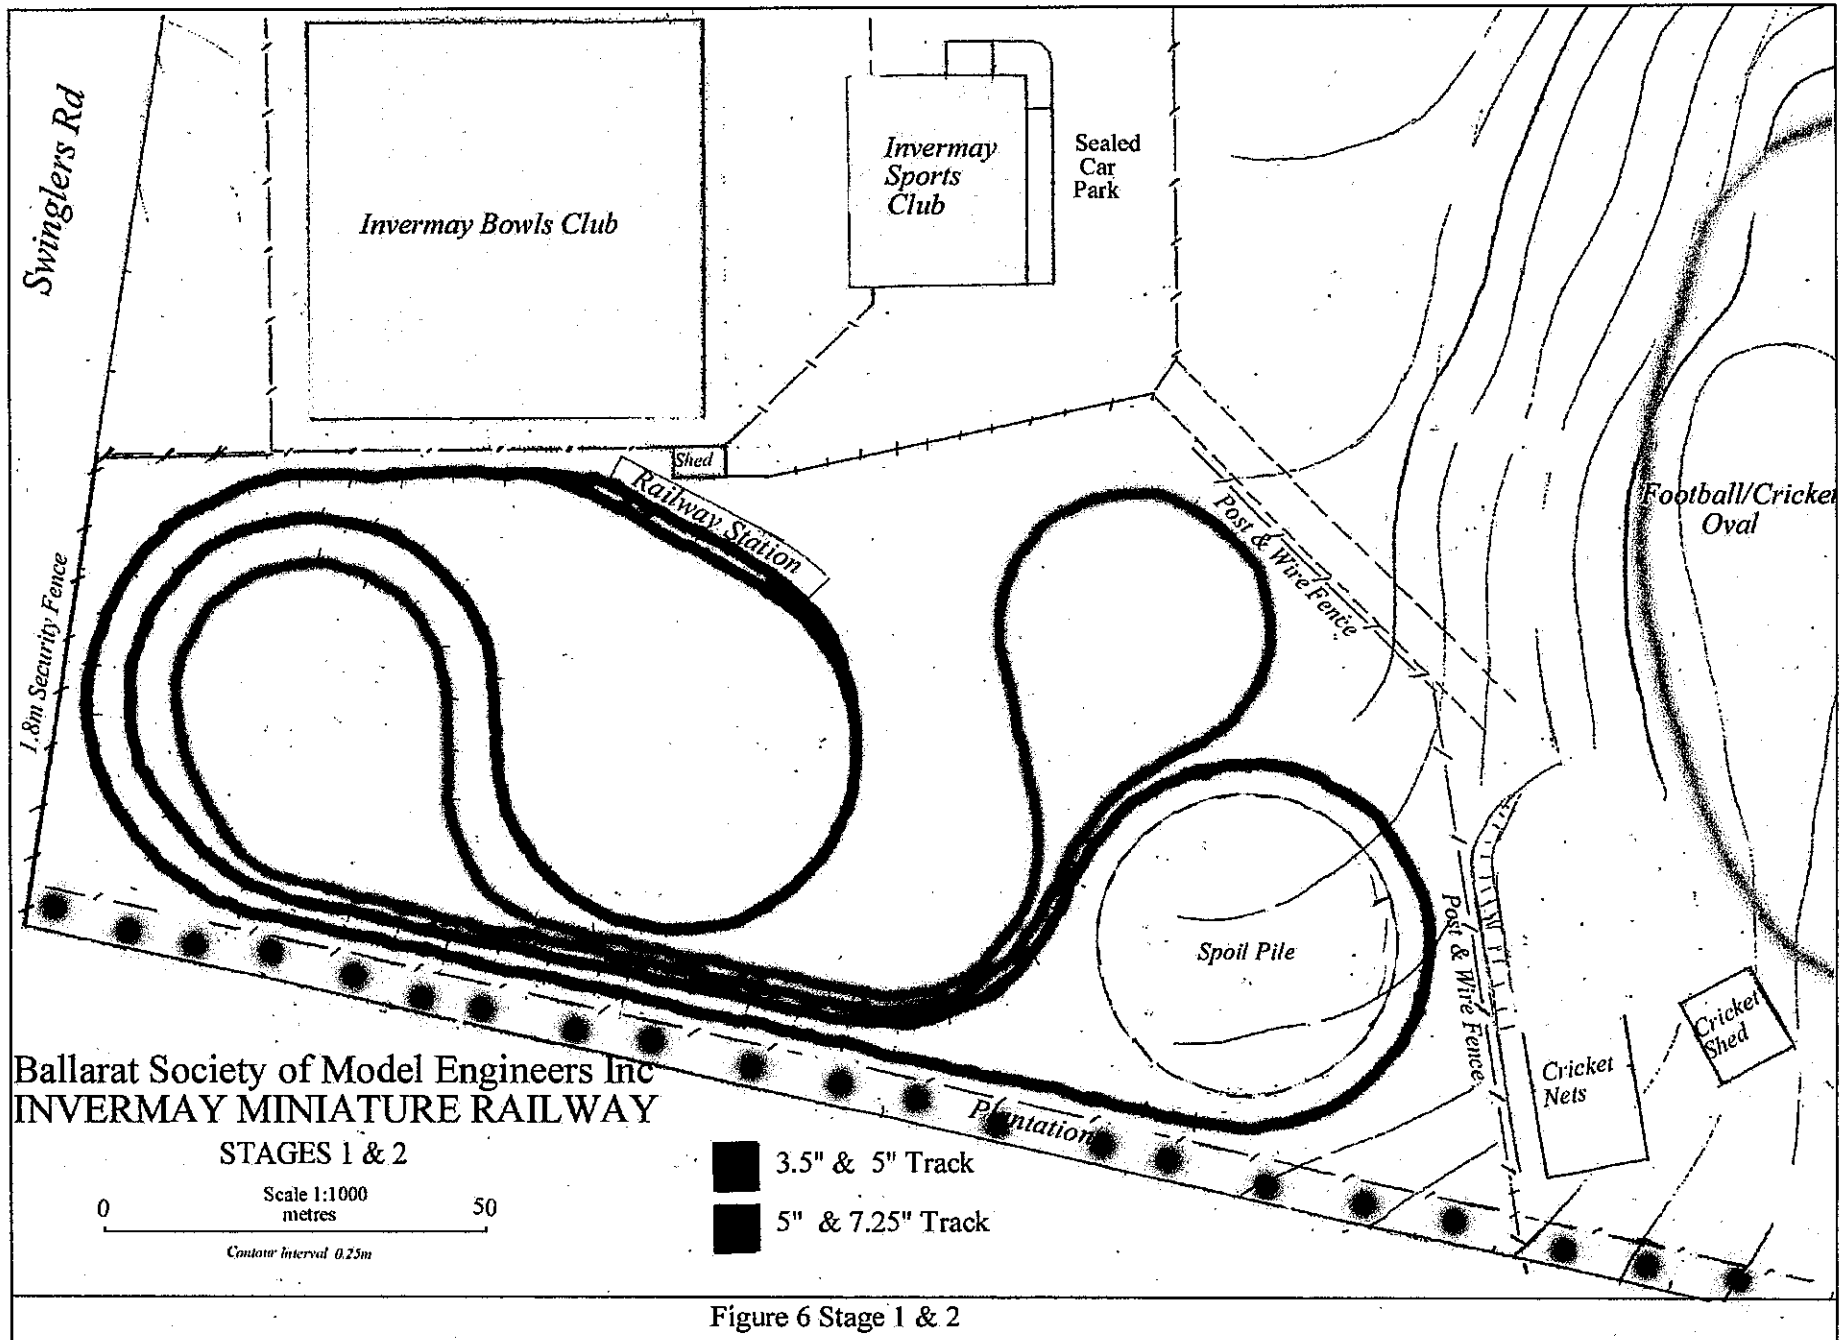 Swinglers Rd
Invermay Bowls Club
Invermay
Sports
Club
Sealed
Car
Park
Shed
Railway Station
Post & Wire Fence
Football/Cricket
Oval
1.8m Security Fence
Spoil Pile
Post & Wire Fence
Cricket
Shed
Cricket
Nets
Plantation
Ballarat Society of Model Engineers Inc
INVERMAY MINIATURE RAILWAY
STAGES 1 & 2
Scale 1:1000
metres
0 50
Contour Interval 0.25m
3.5" & 5" Track
5" & 7.25" Track
Figure 6 Stage 1 & 2